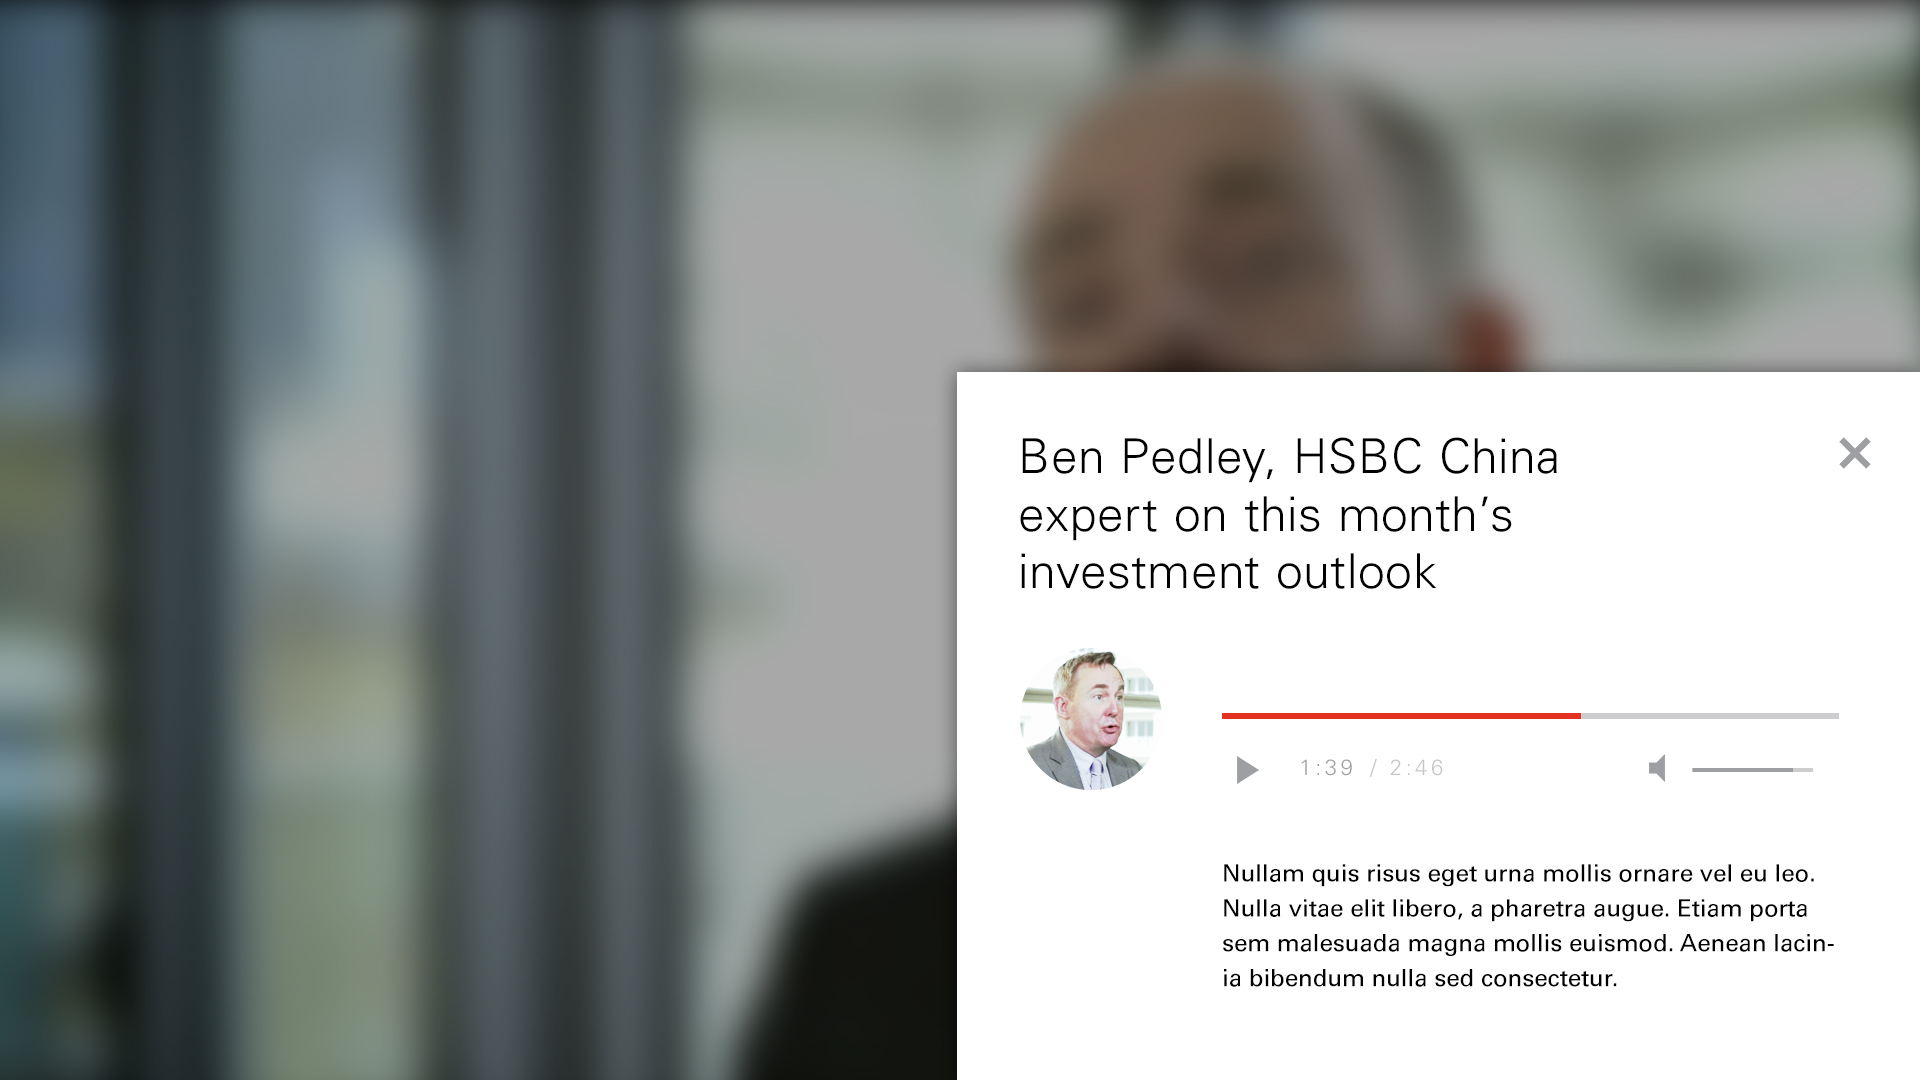 Ben Pedley, HSBC China
expert on this month’s
investment outlook
1:39 / 2:46
Nullam quis risus eget urna mollis ornare vel eu leo.
Nulla vitae elit libero, a pharetra augue. Etiam porta
sem malesuada magna mollis euismod. Aenean lacin-
ia bibendum nulla sed consectetur.